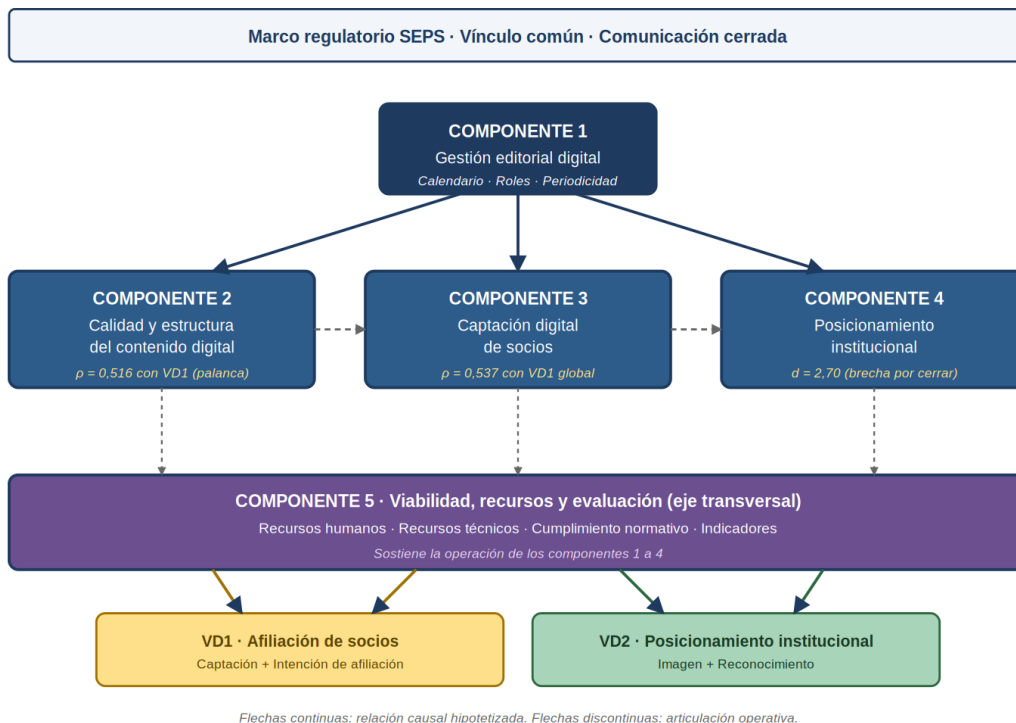 Marco regulatorio SEPS · Vínculo común · Comunicación cerrada
COMPONENTE 1
Gestión editorial digital
Calendario · Roles · Periodicidad
COMPONENTE 2
Calidad y estructura
del contenido digital
ρ = 0,516 con VD1 (palanca)
COMPONENTE 3
Captación digital
de socios
ρ = 0,537 con VD1 global
COMPONENTE 4
Posicionamiento
institucional
d = 2,70 (brecha por cerrar)
COMPONENTE 5 · Viabilidad, recursos y evaluación (eje transversal)
Recursos humanos · Recursos técnicos · Cumplimiento normativo · Indicadores
Sostiene la operación de los componentes 1 a 4
VD1 · Afiliación de socios
Captación + Intención de afiliación
VD2 · Posicionamiento institucional
Imagen + Reconocimiento
Flechas continuas: relación causal hipotetizada. Flechas discontinuas: articulación operativa.